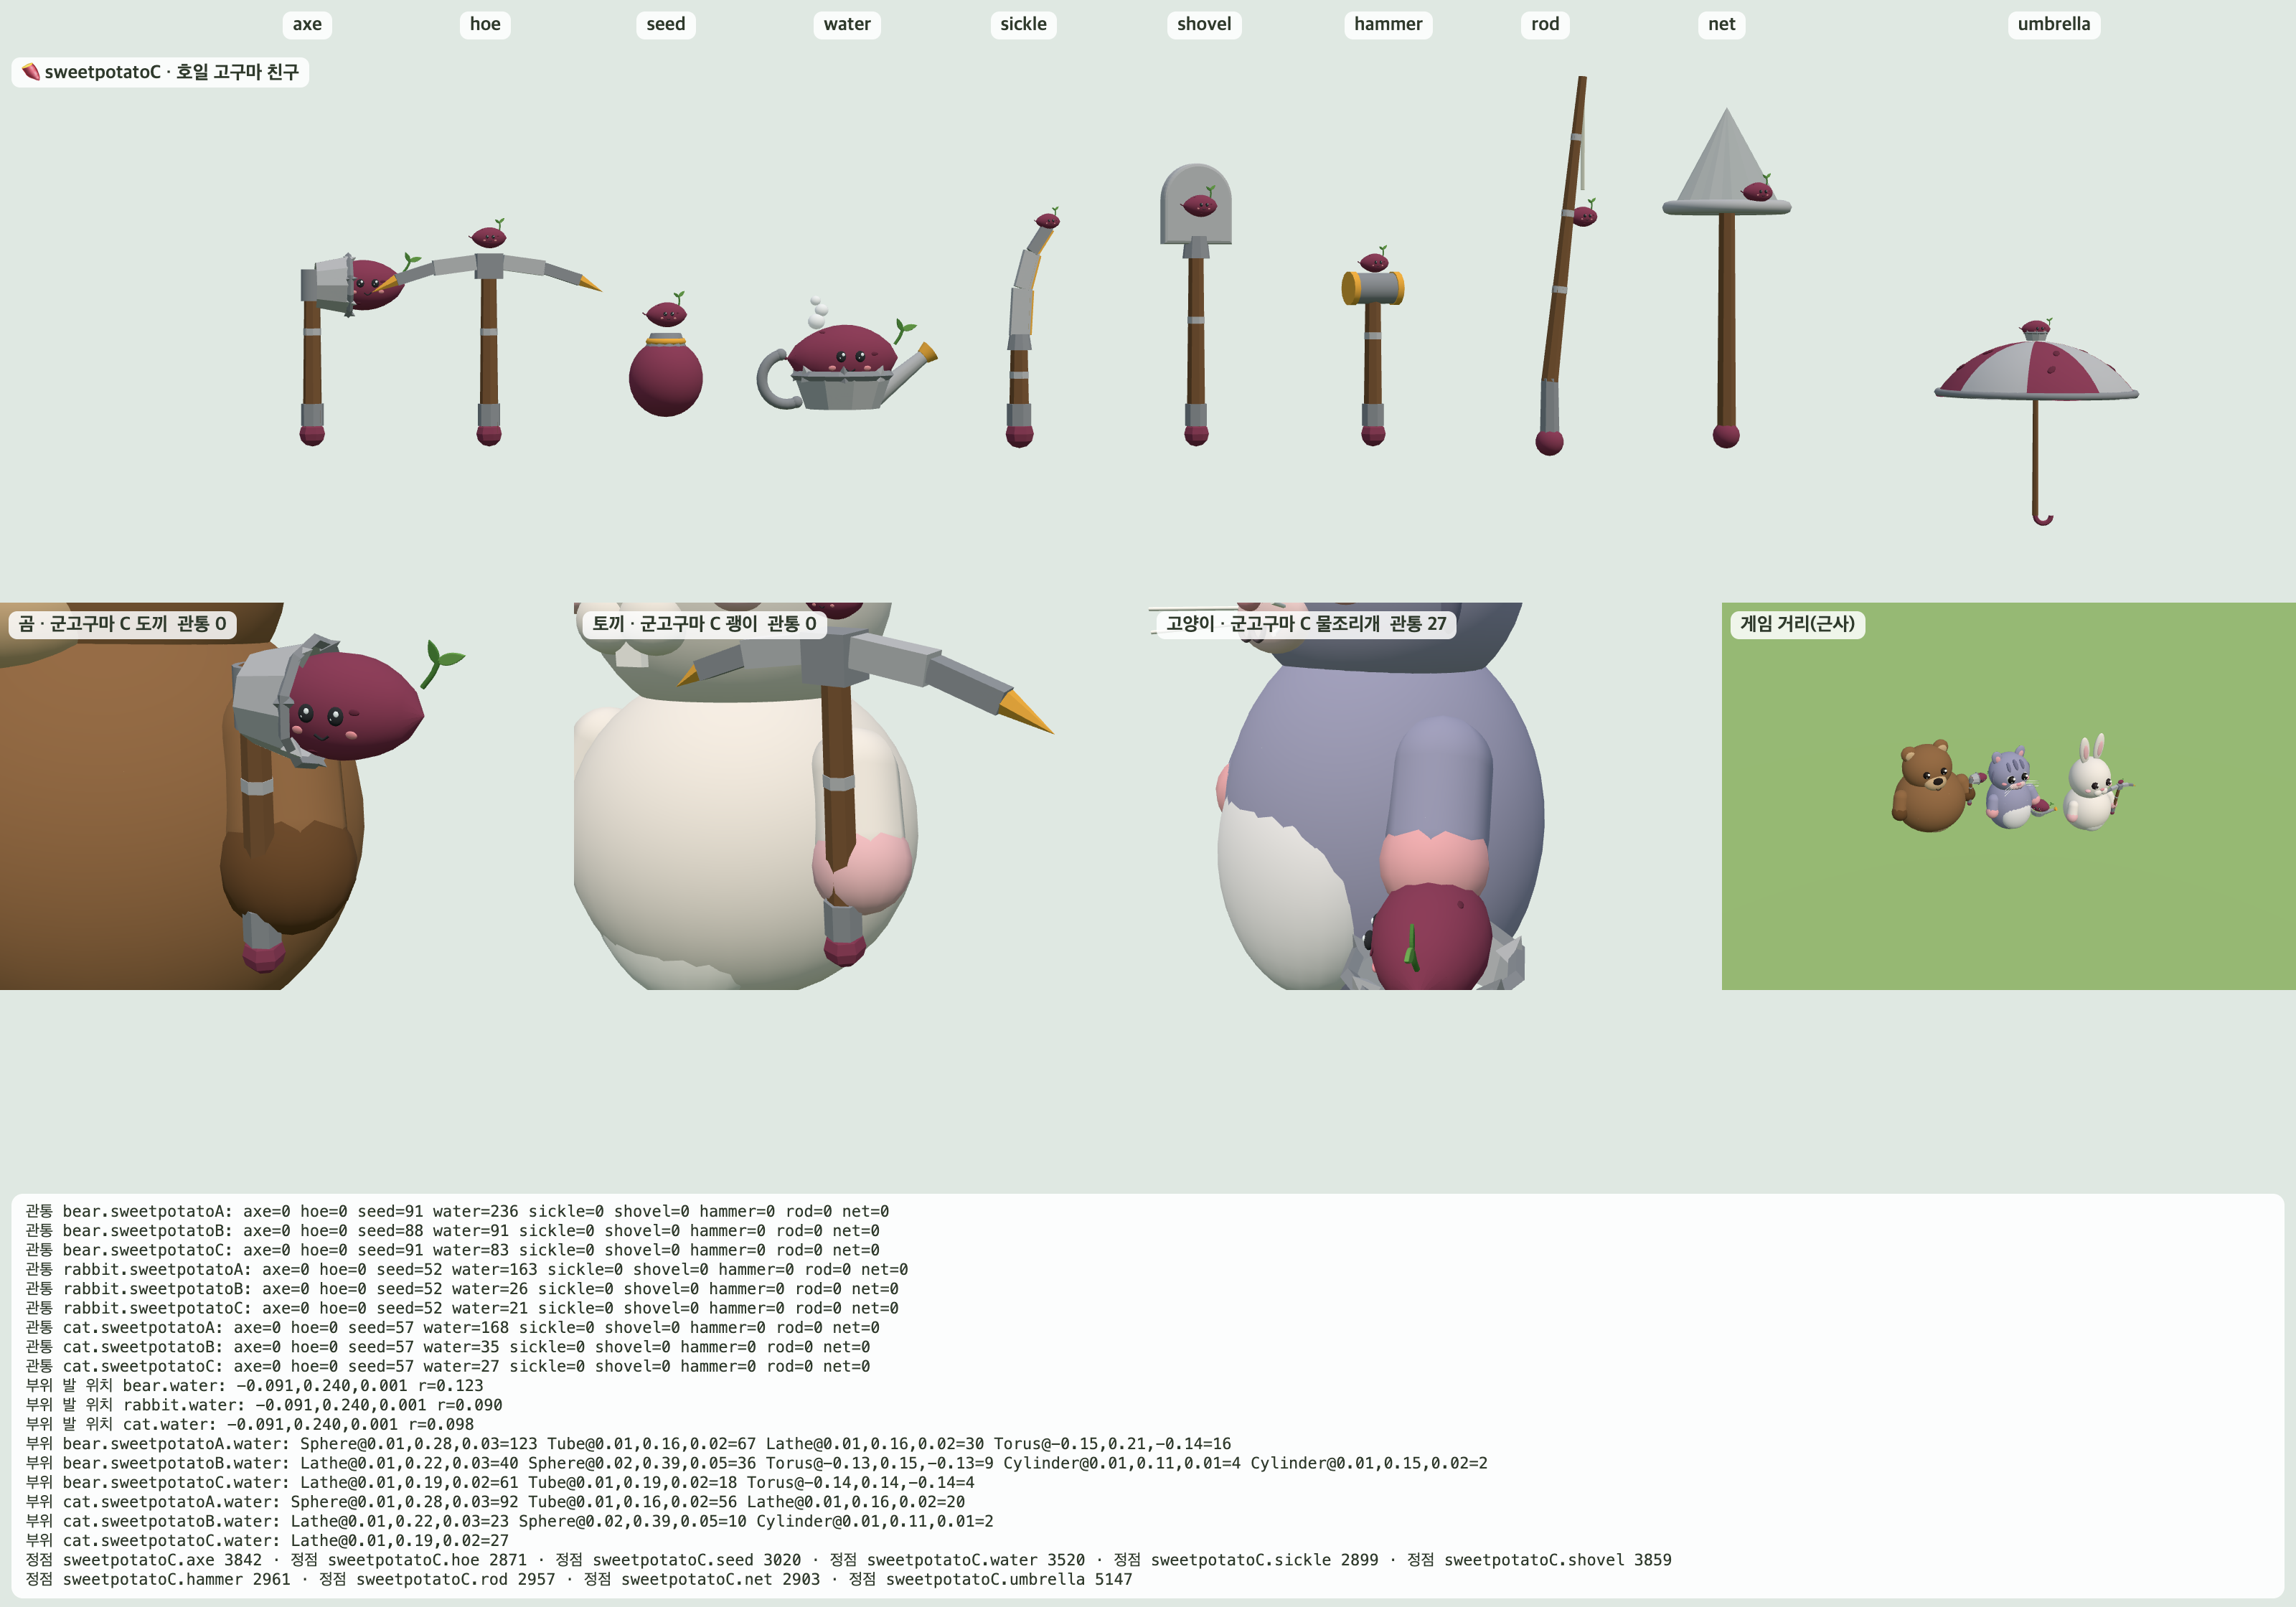 axe
hoe
seed
water
sickle
shovel
hammer
rod
net
umbrella
🍠 sweetpotatoC · 호일 고구마 친구
곰 · 군고구마 C 도끼 관통 0
토끼 · 군고구마 C 괭이 관통 0
고양이 · 군고구마 C 물조리개 관통 27
게임 거리(근사)
관통 bear.sweetpotatoA: axe=0 hoe=0 seed=91 water=236 sickle=0 shovel=0 hammer=0 rod=0 net=0
관통 bear.sweetpotatoB: axe=0 hoe=0 seed=88 water=91 sickle=0 shovel=0 hammer=0 rod=0 net=0
관통 bear.sweetpotatoC: axe=0 hoe=0 seed=91 water=83 sickle=0 shovel=0 hammer=0 rod=0 net=0
관통 rabbit.sweetpotatoA: axe=0 hoe=0 seed=52 water=163 sickle=0 shovel=0 hammer=0 rod=0 net=0
관통 rabbit.sweetpotatoB: axe=0 hoe=0 seed=52 water=26 sickle=0 shovel=0 hammer=0 rod=0 net=0
관통 rabbit.sweetpotatoC: axe=0 hoe=0 seed=52 water=21 sickle=0 shovel=0 hammer=0 rod=0 net=0
관통 cat.sweetpotatoA: axe=0 hoe=0 seed=57 water=168 sickle=0 shovel=0 hammer=0 rod=0 net=0
관통 cat.sweetpotatoB: axe=0 hoe=0 seed=57 water=35 sickle=0 shovel=0 hammer=0 rod=0 net=0
관통 cat.sweetpotatoC: axe=0 hoe=0 seed=57 water=27 sickle=0 shovel=0 hammer=0 rod=0 net=0
부위 발 위치 bear.water: -0.091,0.240,0.001 r=0.123
부위 발 위치 rabbit.water: -0.091,0.240,0.001 r=0.090
부위 발 위치 cat.water: -0.091,0.240,0.001 r=0.098
부위 bear.sweetpotatoA.water: Sphere@0.01,0.28,0.03=123 Tube@0.01,0.16,0.02=67 Lathe@0.01,0.16,0.02=30 Torus@-0.15,0.21,-0.14=16
부위 bear.sweetpotatoB.water: Lathe@0.01,0.22,0.03=40 Sphere@0.02,0.39,0.05=36 Torus@-0.13,0.15,-0.13=9 Cylinder@0.01,0.11,0.01=4 Cylinder@0.01,0.15,0.02=2
부위 bear.sweetpotatoC.water: Lathe@0.01,0.19,0.02=61 Tube@0.01,0.19,0.02=18 Torus@-0.14,0.14,-0.14=4
부위 cat.sweetpotatoA.water: Sphere@0.01,0.28,0.03=92 Tube@0.01,0.16,0.02=56 Lathe@0.01,0.16,0.02=20
부위 cat.sweetpotatoB.water: Lathe@0.01,0.22,0.03=23 Sphere@0.02,0.39,0.05=10 Cylinder@0.01,0.11,0.01=2
부위 cat.sweetpotatoC.water: Lathe@0.01,0.19,0.02=27
정점 sweetpotatoC.axe 3842 · 정점 sweetpotatoC.hoe 2871 · 정점 sweetpotatoC.seed 3020 · 정점 sweetpotatoC.water 3520 · 정점 sweetpotatoC.sickle 2899 · 정점 sweetpotatoC.shovel 3859
정점 sweetpotatoC.hammer 2961 · 정점 sweetpotatoC.rod 2957 · 정점 sweetpotatoC.net 2903 · 정점 sweetpotatoC.umbrella 5147